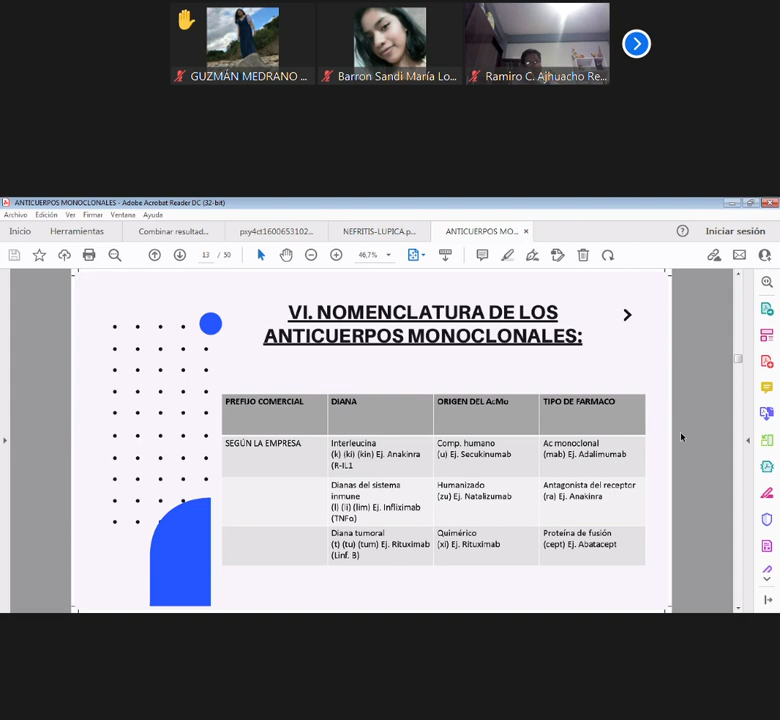 GUZMÁN MEDRANO ...
Barron Sandi María Lo...
Ramiro C. Ajhuacho Re...
ANTICUERPOS MONOCLONALES - Adobe Acrobat Reader DC (32-bit)
Archivo Edición Ver Firmar Ventana Ayuda
Inicio Herramientas Combinar resultad... psy4ct1600653102... NEFRITIS-LUPICA.p... ANTICUERPOS MO... × Iniciar sesión
13 / 50 46,7%
VI. NOMENCLATURA DE LOS
ANTICUERPOS MONOCLONALES:
PREFIJO COMERCIAL DIANA ORIGEN DEL AcMo TIPO DE FARMACO
SEGÚN LA EMPRESA
Interleucina
(k) (ki) (kin) Ej. Anakinra
(R-IL1
Comp. humano
(u) Ej. Secukinumab
Ac monoclonal
(mab) Ej. Adalimumab
Dianas del sistema
inmune
(l) (li) (lim) Ej. Infliximab
(TNFα)
Humanizado
(zu) Ej. Natalizumab
Antagonista del receptor
(ra) Ej. Anakinra
Diana tumoral
(t) (tu) (tum) Ej. Rituximab
(Linf. B)
Quimérico
(xi) Ej. Rituximab
Proteína de fusión
(cept) Ej. Abatacept